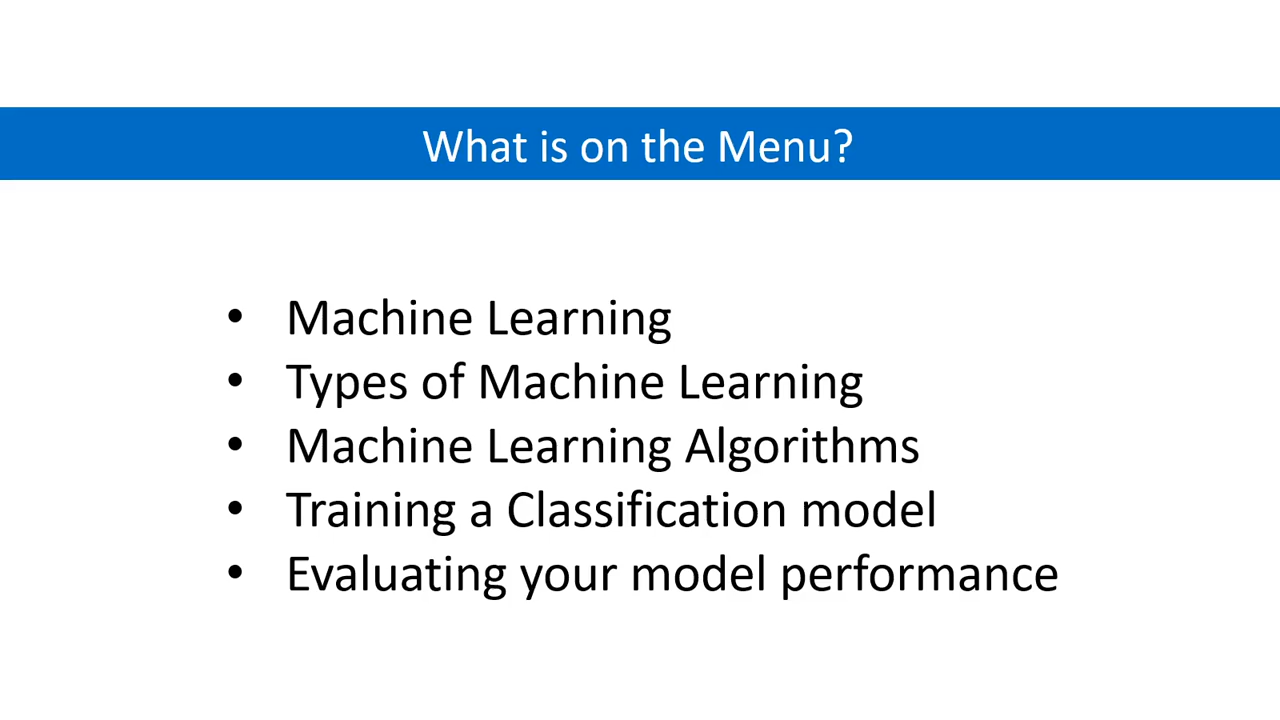 What is on the Menu?
• Machine Learning
• Types of Machine Learning
• Machine Learning Algorithms
• Training a Classification model
• Evaluating your model performance